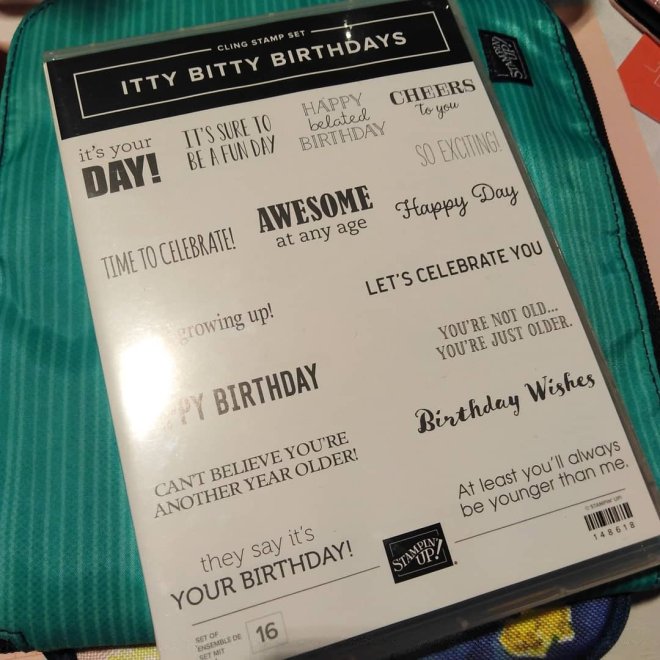 CLING STAMP SET
ITTY BITTY BIRTHDAYS
it's your
DAY!
IT'S SURE TO
BE A FUN DAY
HAPPY
belated
BIRTHDAY
CHEERS
to you
SO EXCITING!
TIME TO CELEBRATE!
AWESOME
at any age
Happy Day
LET'S CELEBRATE YOU
growing up!
YOU'RE NOT OLD...
YOU'RE JUST OLDER.
BIRTHDAY
Birthday Wishes
CAN'T BELIEVE YOU'RE
ANOTHER YEAR OLDER!
At least you'll always
be younger than me.
they say it's
YOUR BIRTHDAY!
STAMPIN' UP!
© STAMPIN' UP!
148618
SET OF
ENSEMBLE DE
SET MIT
16
STAMPIN' UP!